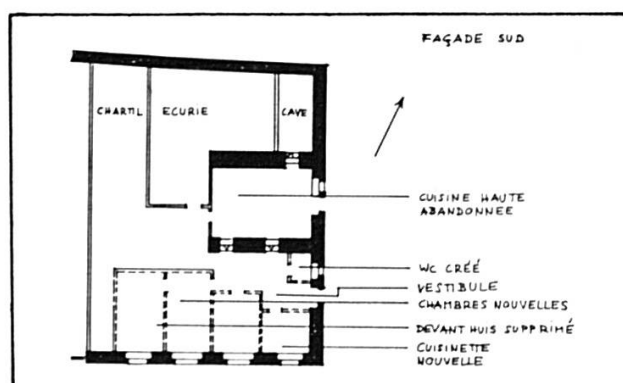 FAÇADE SUD
CHARTIL ECURIE CAVE
CUISINE HAUTE
ABANDONNEE
WC CRÉÉ
VESTIBULE
CHAMBRES NOUVELLES
DEVANT HUIS SUPPRIMÉ
CUISINETTE
NOUVELLE